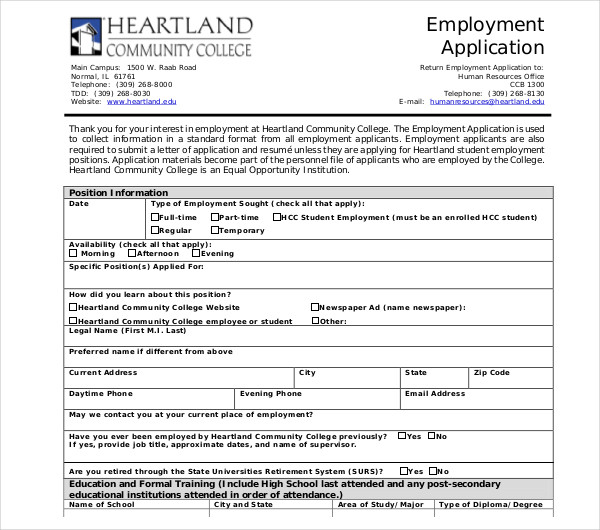 HEARTLAND
COMMUNITY COLLEGE
Employment
Application
Main Campus: 1500 W. Raab Road
Normal, IL 61761
Telephone: (309) 268-8000
TDD: (309) 268-8030
Website: www.heartland.edu
Return Employment Application to:
Human Resources Office
CCB 1300
Telephone: (309) 268-8130
E-mail: humanresources@heartland.edu
Thank you for your interest in employment at Heartland Community College. The Employment Application is used
to collect information in a standard format from all employment applicants. Employment applicants are also
required to submit a letter of application and resumé unless they are applying for Heartland student employment
positions. Application materials become part of the personnel file of applicants who are employed by the College.
Heartland Community College is an Equal Opportunity Institution.
Position Information
Date
Type of Employment Sought (check all that apply):
Full-time Part-time HCC Student Employment (must be an enrolled HCC student)
Regular Temporary
Availability (check all that apply):
Morning Afternoon Evening
Specific Position(s) Applied For:
How did you learn about this position?
Heartland Community College Website Newspaper Ad (name newspaper):
Heartland Community College employee or student Other:
Legal Name (First M.I. Last)
Preferred name if different from above
Current Address City State Zip Code
Daytime Phone Evening Phone Email Address
May we contact you at your current place of employment?
Have you ever been employed by Heartland Community College previously? Yes No
If yes, provide job title, approximate dates, and name of supervisor.
Are you retired through the State Universities Retirement System (SURS)? Yes No
Education and Formal Training (Include High School last attended and any post-secondary
educational institutions attended in order of attendance.)
Name of School City and State Area of Study/Major Type of Diploma/Degree